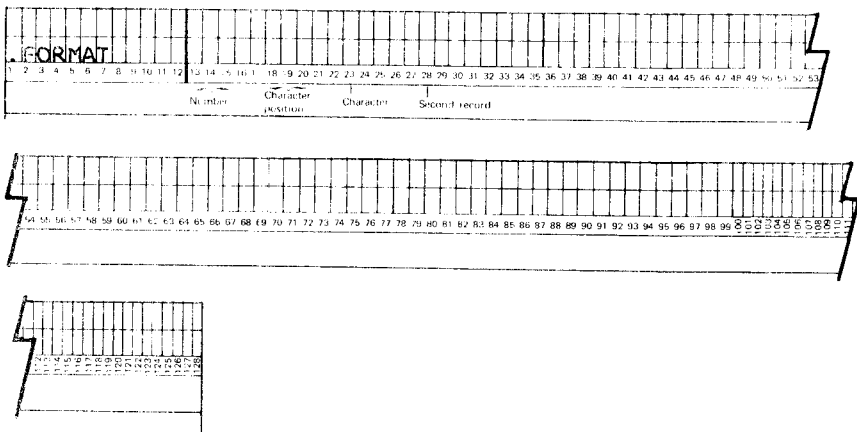 . FORMAT
1 2 3 4 5 6 7 8 9 10 11 12 13 14 15 16 18 19 20 21 22 23 24 25 26 27 28 29 30 31 32 33 34 35 36 37 38 39 40 41 42 43 44 45 46 47 48 49 50 51 52 53
Number Character position Character Second record
54 55 56 57 58 59 60 61 62 63 64 65 66 67 68 69 70 71 72 73 74 75 76 77 78 79 80 81 82 83 84 85 86 87 88 89 90 91 92 93 94 95 96 97 98 99 100 101 102 103 104 105 106 107 108 109 110 111
112 113 114 115 116 117 118 119 120 121 122 123 124 125 126 127 128